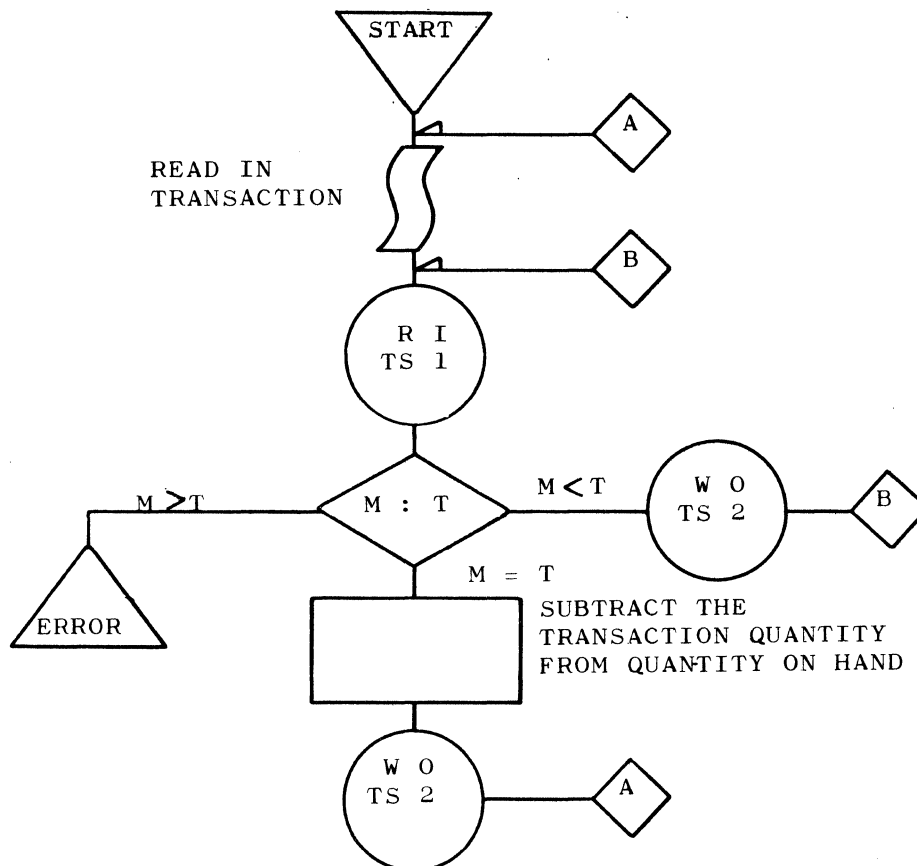 START
A
READ IN
TRANSACTION
B
R I
TS 1
M > T
M : T
M < T
W O
TS 2
B
M = T
ERROR
SUBTRACT THE
TRANSACTION QUANTITY
FROM QUANTITY ON HAND
W O
TS 2
A